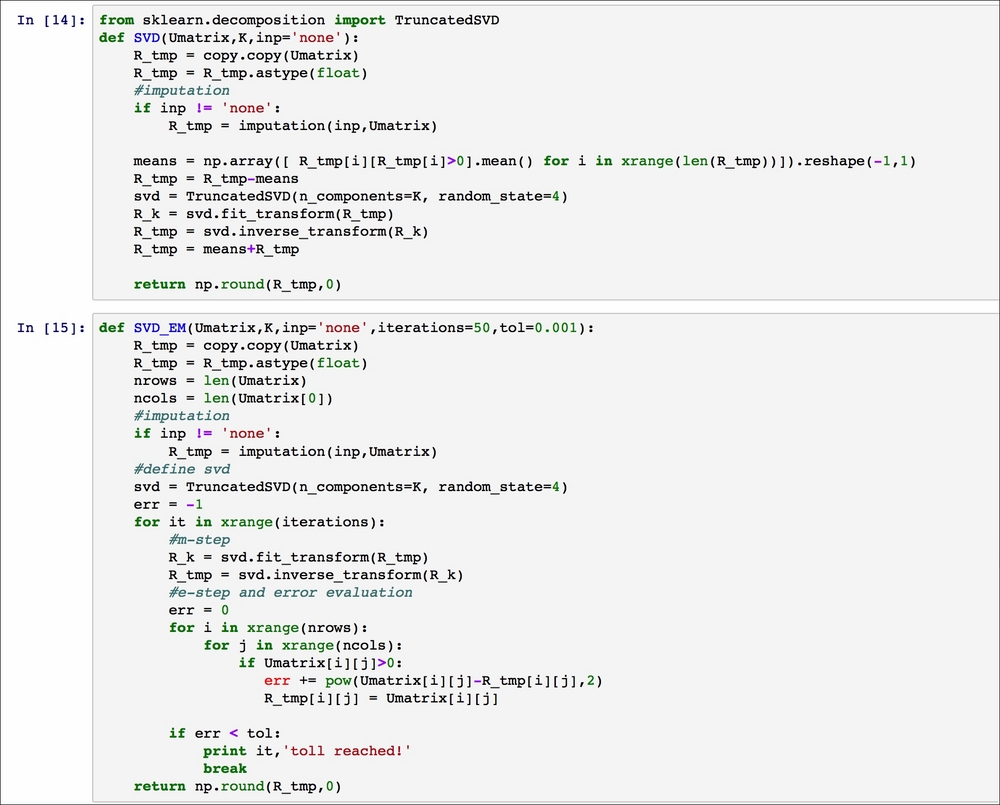 In [14]: from sklearn.decomposition import TruncatedSVD
def SVD(Umatrix,K,inp='none'):
    R_tmp = copy.copy(Umatrix)
    R_tmp = R_tmp.astype(float)
    #imputation
    if inp != 'none':
        R_tmp = imputation(inp,Umatrix)

    means = np.array([ R_tmp[i][R_tmp[i]>0].mean() for i in xrange(len(R_tmp))]).reshape(-1,1)
    R_tmp = R_tmp-means
    svd = TruncatedSVD(n_components=K, random_state=4)
    R_k = svd.fit_transform(R_tmp)
    R_tmp = svd.inverse_transform(R_k)
    R_tmp = means+R_tmp

    return np.round(R_tmp,0)

In [15]: def SVD_EM(Umatrix,K,inp='none',iterations=50,tol=0.001):
    R_tmp = copy.copy(Umatrix)
    R_tmp = R_tmp.astype(float)
    nrows = len(Umatrix)
    ncols = len(Umatrix[0])
    #imputation
    if inp != 'none':
        R_tmp = imputation(inp,Umatrix)
    #define svd
    svd = TruncatedSVD(n_components=K, random_state=4)
    err = -1
    for it in xrange(iterations):
        #m-step
        R_k = svd.fit_transform(R_tmp)
        R_tmp = svd.inverse_transform(R_k)
        #e-step and error evaluation
        err = 0
        for i in xrange(nrows):
            for j in xrange(ncols):
                if Umatrix[i][j]>0:
                   err += pow(Umatrix[i][j]-R_tmp[i][j],2)
                   R_tmp[i][j] = Umatrix[i][j]

        if err < tol:
            print it,'toll reached!'
            break
    return np.round(R_tmp,0)